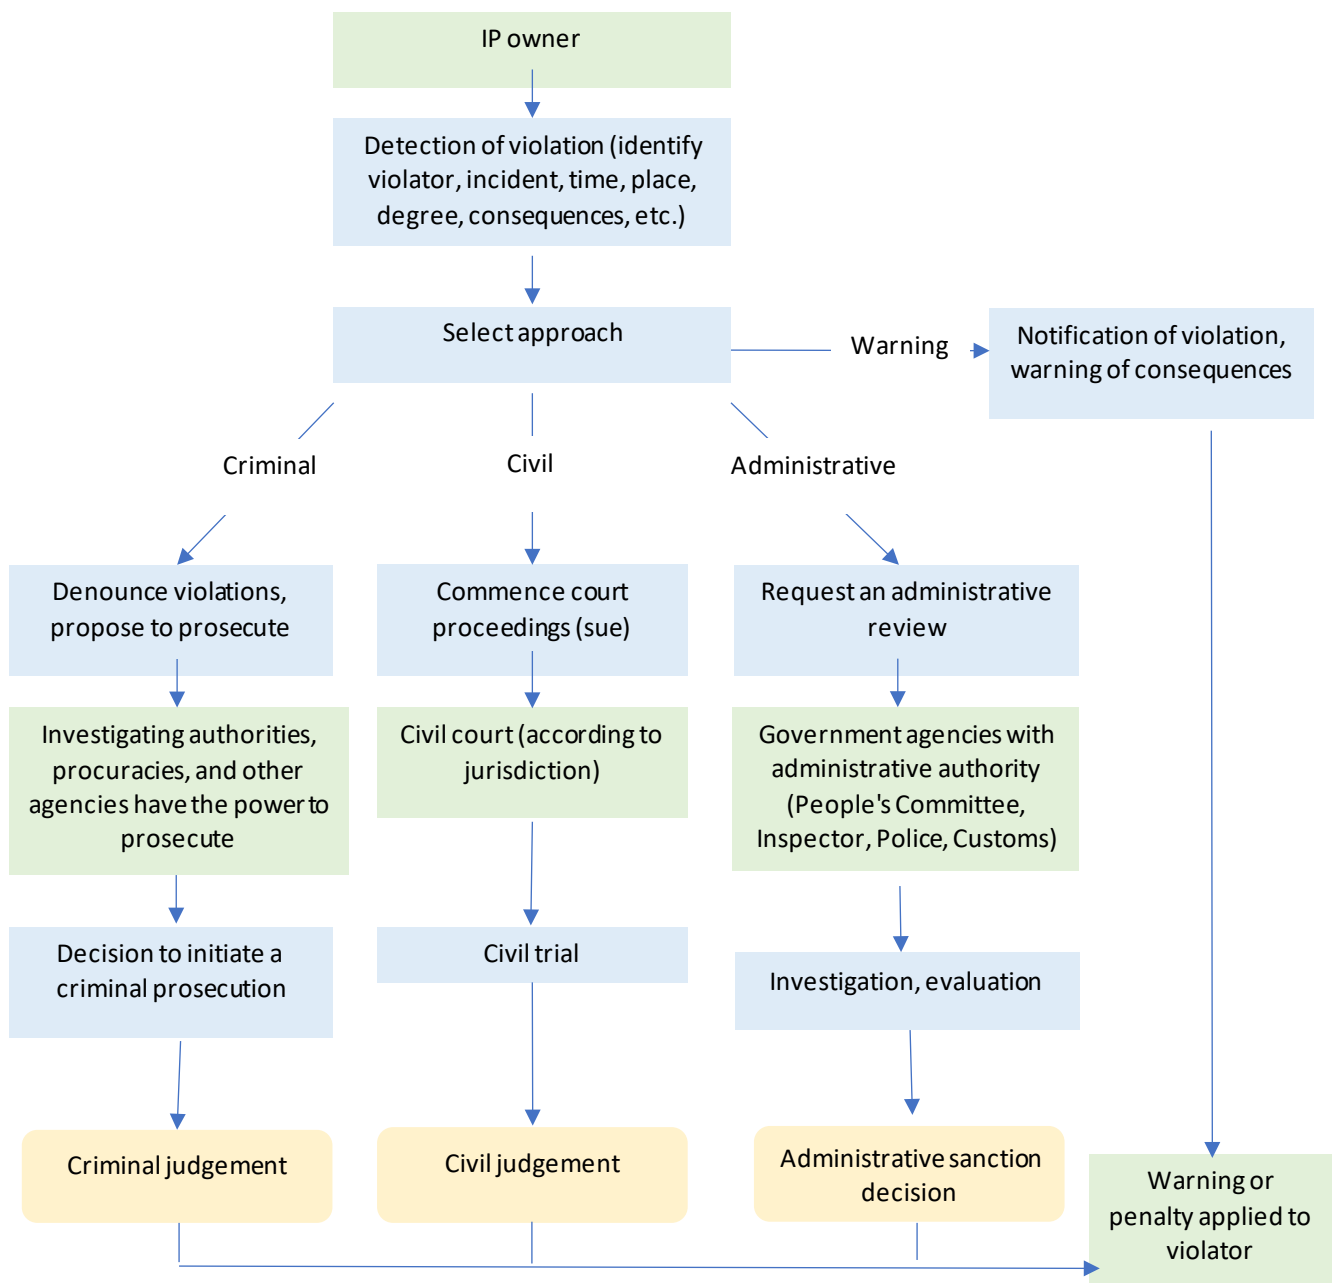 IP owner
Detection of violation (identify
violator, incident, time, place,
degree, consequences, etc.)
Select approach
Warning
Notification of violation,
warning of consequences
Criminal
Civil
Administrative
Denounce violations,
propose to prosecute
Commence court
proceedings (sue)
Request an administrative
review
Investigating authorities,
procuracies, and other
agencies have the power to
prosecute
Civil court (according to
jurisdiction)
Government agencies with
administrative authority
(People's Committee,
Inspector, Police, Customs)
Decision to initiate a
criminal prosecution
Civil trial
Investigation, evaluation
Criminal judgement
Civil judgement
Administrative sanction
decision
Warning or
penalty applied to
violator